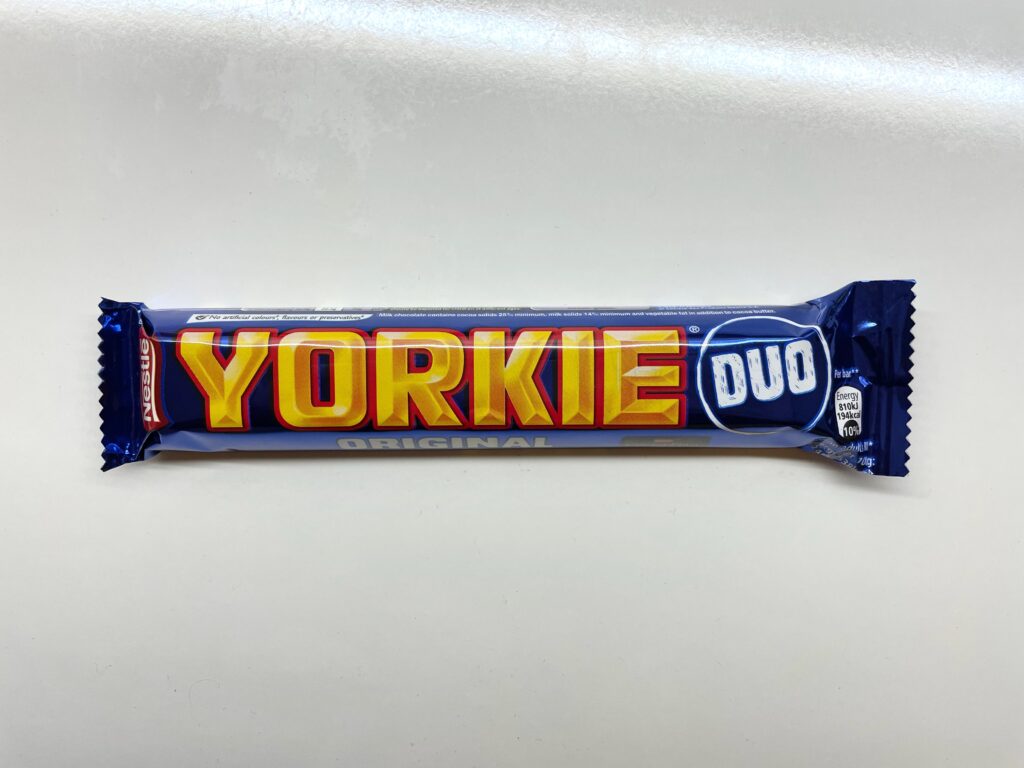 No artificial colours*, flavours or preservatives*
Milk chocolate contains cocoa solids 25% minimum, milk solids 14% minimum and vegetable fat in addition to cocoa butter.
Nestlé
YORKIE®
DUO
ORIGINAL
Per bar**
Energy
810kJ
194kcal
10%